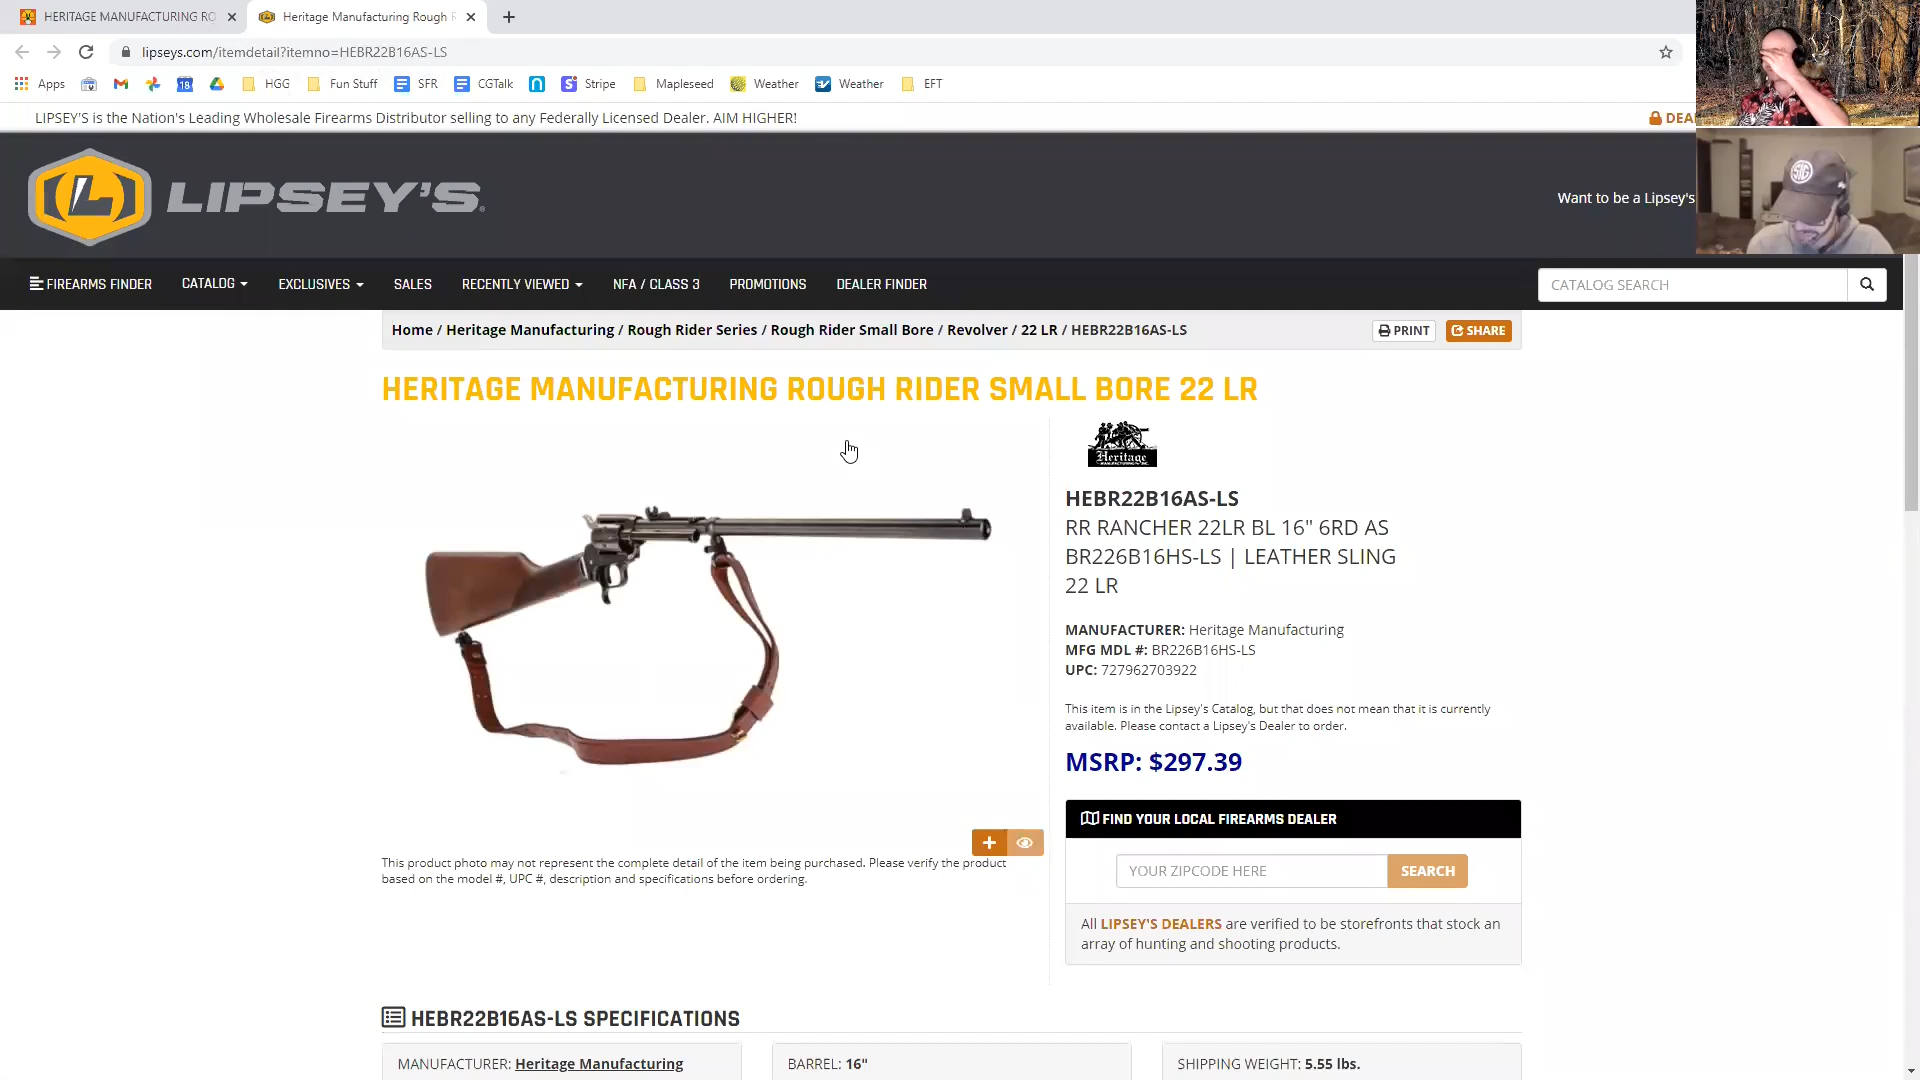 HERITAGE MANUFACTURING RO
Heritage Manufacturing Rough R
lipseys.com/itemdetail?itemno=HEBR22B16AS-LS
Apps
18
HGG
Fun Stuff
SFR
CGTalk
Stripe
Mapleseed
Weather
Weather
EFT
LIPSEY'S is the Nation's Leading Wholesale Firearms Distributor selling to any Federally Licensed Dealer. AIM HIGHER!
DEA
L LIPSEY'S
Want to be a Lipsey's
SIG
FIREARMS FINDER
CATALOG
EXCLUSIVES
SALES
RECENTLY VIEWED
NFA / CLASS 3
PROMOTIONS
DEALER FINDER
CATALOG SEARCH
Home / Heritage Manufacturing / Rough Rider Series / Rough Rider Small Bore / Revolver / 22 LR / HEBR22B16AS-LS
PRINT
SHARE
HERITAGE MANUFACTURING ROUGH RIDER SMALL BORE 22 LR
Heritage
MANUFACTURING INC.
HEBR22B16AS-LS
RR RANCHER 22LR BL 16" 6RD AS
BR226B16HS-LS | LEATHER SLING
22 LR
MANUFACTURER: Heritage Manufacturing
MFG MDL #: BR226B16HS-LS
UPC: 727962703922
This item is in the Lipsey's Catalog, but that does not mean that it is currently
available. Please contact a Lipsey's Dealer to order.
MSRP: $297.39
This product photo may not represent the complete detail of the item being purchased. Please verify the product
based on the model #, UPC #, description and specifications before ordering.
FIND YOUR LOCAL FIREARMS DEALER
YOUR ZIPCODE HERE
SEARCH
All LIPSEY'S DEALERS are verified to be storefronts that stock an
array of hunting and shooting products.
HEBR22B16AS-LS SPECIFICATIONS
MANUFACTURER: Heritage Manufacturing
BARREL: 16"
SHIPPING WEIGHT: 5.55 lbs.